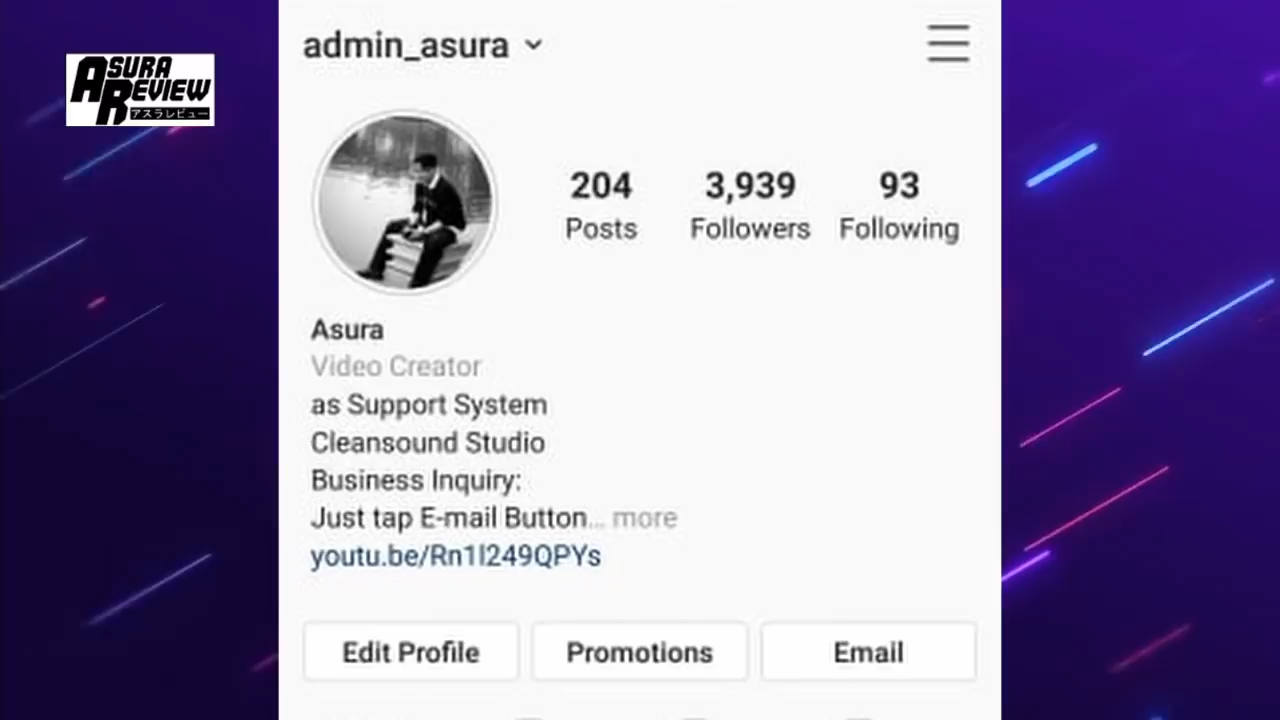 ASURA
REVIEW
アスラレビュー
admin_asura
204 3,939 93
Posts Followers Following
Asura
Video Creator
as Support System
Cleansound Studio
Business Inquiry:
Just tap E-mail Button... more
youtu.be/Rn1l249QPYs
Edit Profile Promotions Email